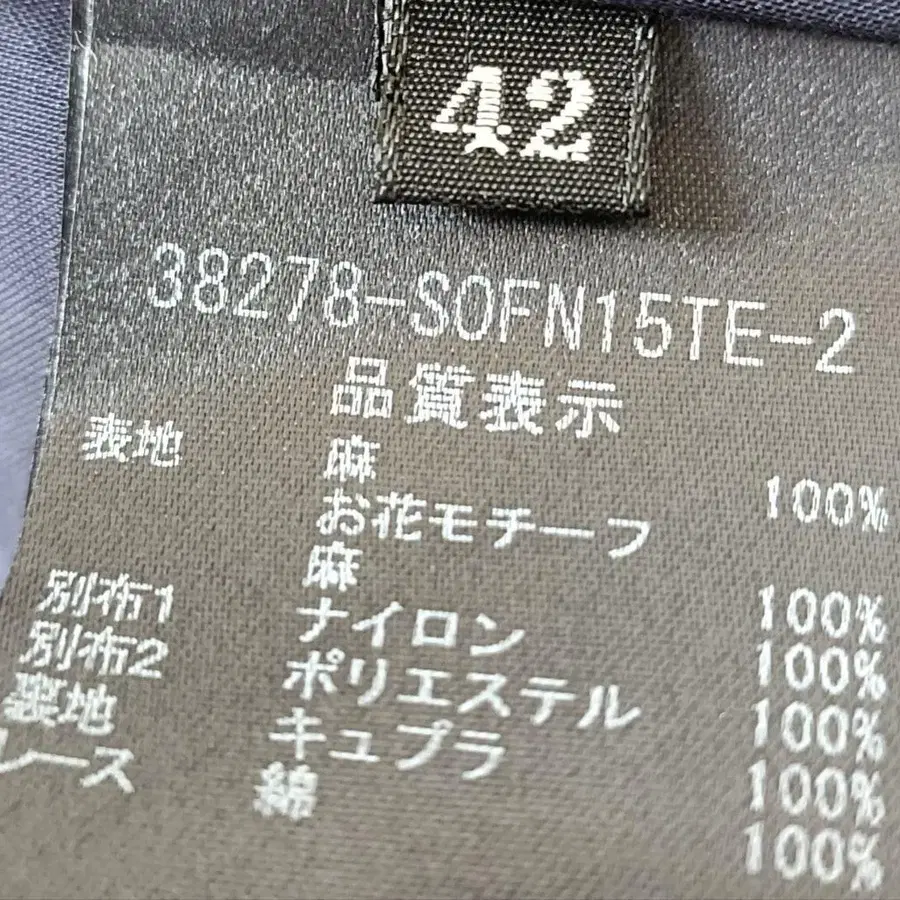 42
38278-SOFN15TE-2
品質表示
表地 麻 100%
お花モチーフ
麻 100%
別布1 ナイロン 100%
別布2 ポリエステル 100%
裏地 キュプラ 100%
レース 綿 100%